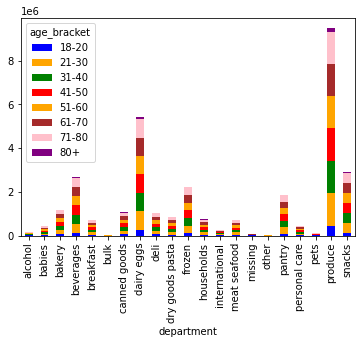 1e6
age_bracket
18-20
21-30
31-40
41-50
51-60
61-70
71-80
80+
8
6
4
2
0
alcohol
babies
bakery
beverages
breakfast
bulk
canned goods
dairy eggs
deli
dry goods pasta
frozen
households
international
meat seafood
missing
other
pantry
personal care
pets
produce
snacks
department